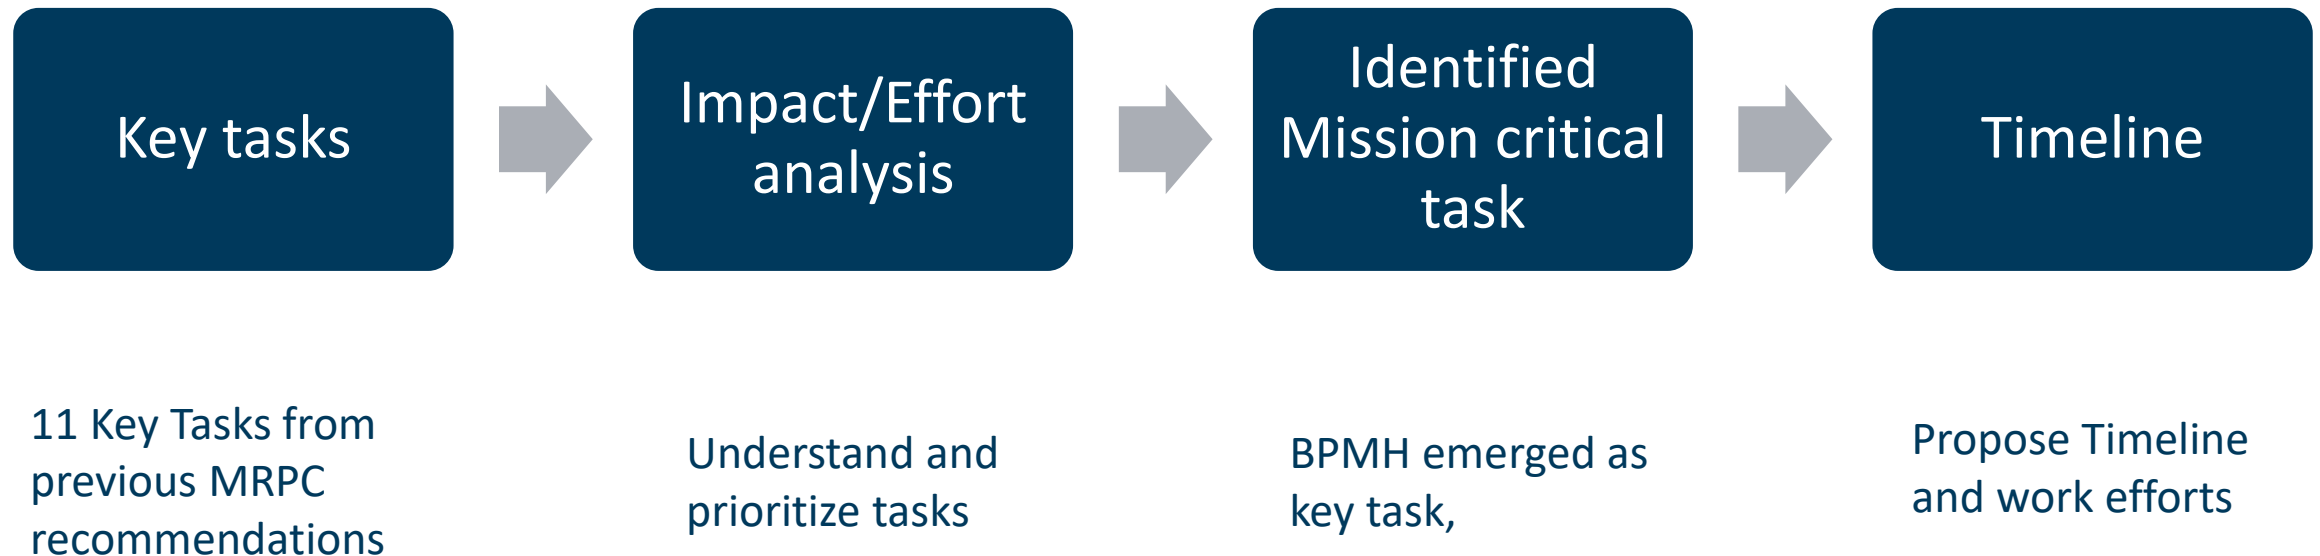 Key tasks
Impact/Effort
analysis
Identified
Mission critical
task
Timeline
11 Key Tasks from
previous MRPC
recommendations
Understand and
prioritize tasks
BPMH emerged as
key task,
Propose Timeline
and work efforts